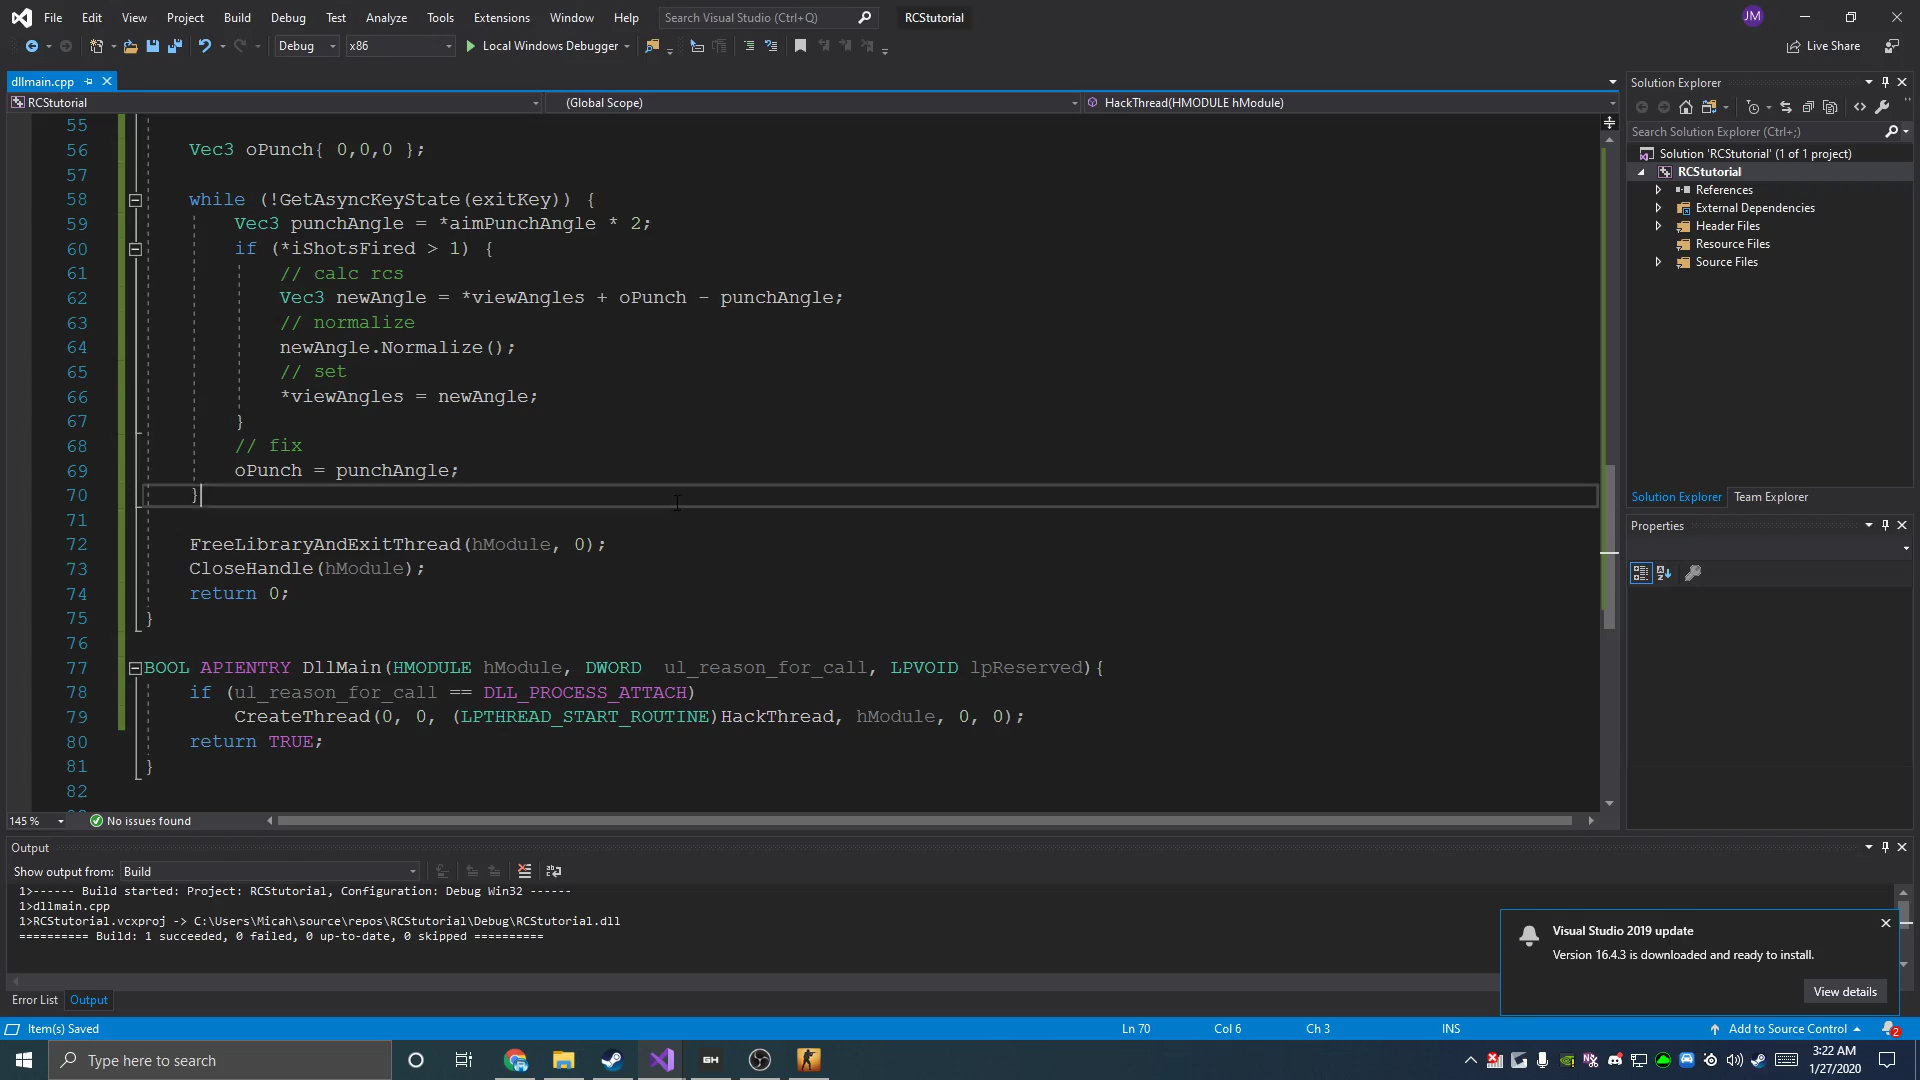 File Edit View Project Build Debug Test Analyze Tools Extensions Window Help Search Visual Studio (Ctrl+Q) RCStutorial JM
Debug x86 Local Windows Debugger Live Share
dllmain.cpp
RCStutorial (Global Scope) HackThread(HMODULE hModule)
55
56 Vec3 oPunch{ 0,0,0 };
57
58 while (!GetAsyncKeyState(exitKey)) {
59 Vec3 punchAngle = *aimPunchAngle * 2;
60 if (*iShotsFired > 1) {
61 // calc rcs
62 Vec3 newAngle = *viewAngles + oPunch - punchAngle;
63 // normalize
64 newAngle.Normalize();
65 // set
66 *viewAngles = newAngle;
67 }
68 // fix
69 oPunch = punchAngle;
70 }
71
72 FreeLibraryAndExitThread(hModule, 0);
73 CloseHandle(hModule);
74 return 0;
75 }
76
77 BOOL APIENTRY DllMain(HMODULE hModule, DWORD  ul_reason_for_call, LPVOID lpReserved){
78 if (ul_reason_for_call == DLL_PROCESS_ATTACH)
79 CreateThread(0, 0, (LPTHREAD_START_ROUTINE)HackThread, hModule, 0, 0);
80 return TRUE;
81 }
82
145 % No issues found
Solution Explorer
Search Solution Explorer (Ctrl+;)
Solution 'RCStutorial' (1 of 1 project)
RCStutorial
References
External Dependencies
Header Files
Resource Files
Source Files
Solution Explorer Team Explorer
Properties
Output
Show output from: Build
1>------ Build started: Project: RCStutorial, Configuration: Debug Win32 ------
1>dllmain.cpp
1>RCStutorial.vcxproj -> C:\Users\Micah\source\repos\RCStutorial\Debug\RCStutorial.dll
========== Build: 1 succeeded, 0 failed, 0 up-to-date, 0 skipped ==========
Visual Studio 2019 update
Version 16.4.3 is downloaded and ready to install.
View details
Error List Output
Item(s) Saved Ln 70 Col 6 Ch 3 INS Add to Source Control 2
Type here to search GH 3:22 AM
1/27/2020